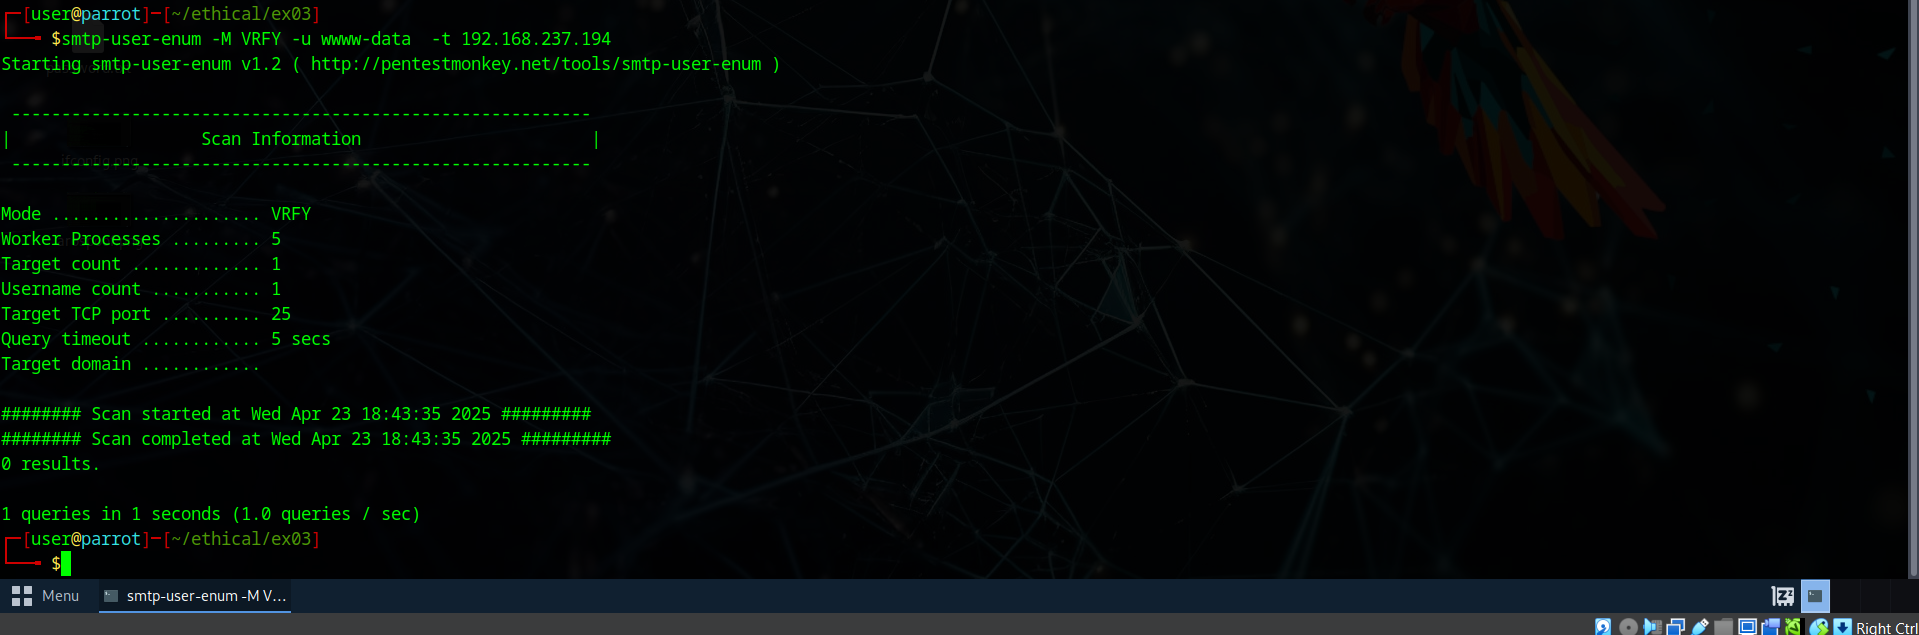 [user@parrot]-[~/ethical/ex03]
$smtp-user-enum -M VRFY -u wwww-data  -t 192.168.237.194
Starting smtp-user-enum v1.2 ( http://pentestmonkey.net/tools/smtp-user-enum )
----------------------------------------------------------
|                   Scan Information                       |
----------------------------------------------------------
Mode ..................... VRFY
Worker Processes ......... 5
Target count ............. 1
Username count ........... 1
Target TCP port .......... 25
Query timeout ............ 5 secs
Target domain ............
######## Scan started at Wed Apr 23 18:43:35 2025 #########
######## Scan completed at Wed Apr 23 18:43:35 2025 #########
0 results.
1 queries in 1 seconds (1.0 queries / sec)
[user@parrot]-[~/ethical/ex03]
$
Menu smtp-user-enum -M V...
Right Ctrl